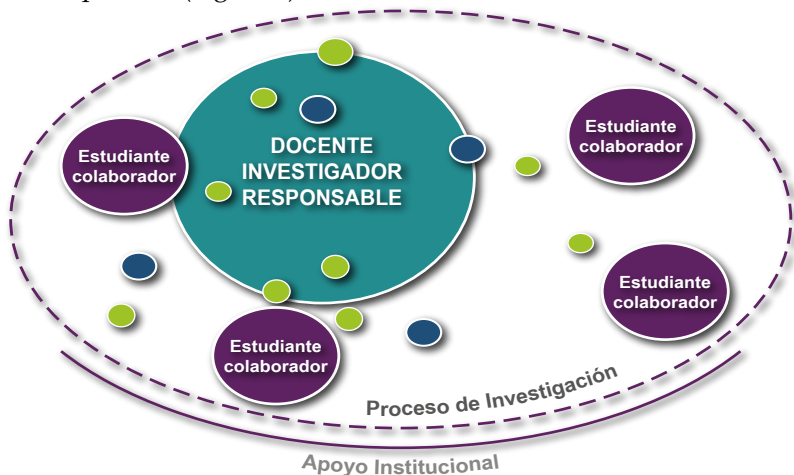 DOCENTE
INVESTIGADOR
RESPONSABLE
Estudiante
colaborador
Estudiante
colaborador
Estudiante
colaborador
Estudiante
colaborador
Proceso de Investigación
Apoyo Institucional